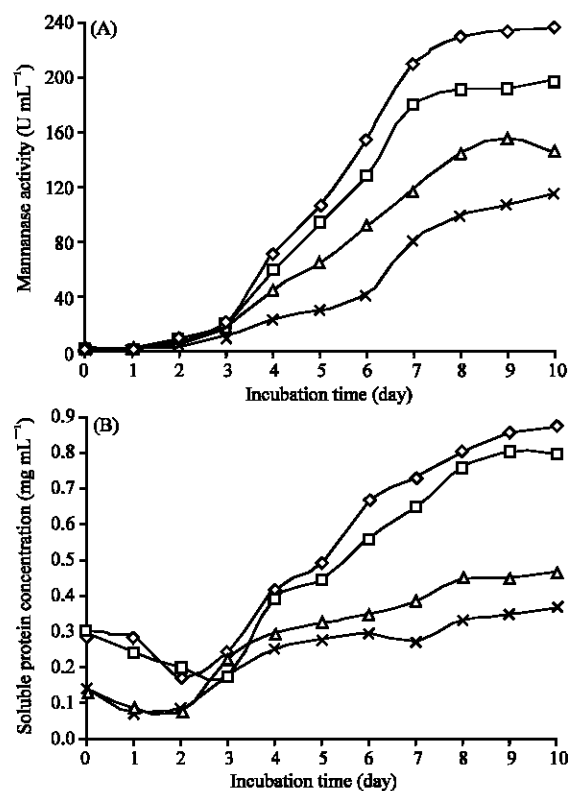 (A)
Mannanase activity (U mL⁻¹)
240
200
160
120
80
40
0
0 1 2 3 4 5 6 7 8 9 10
Incubation time (day)
(B)
Soluble protein concentration (mg mL⁻¹)
0.9
0.8
0.7
0.6
0.5
0.4
0.3
0.2
0.1
0.0
0 1 2 3 4 5 6 7 8 9 10
Incubation time (day)